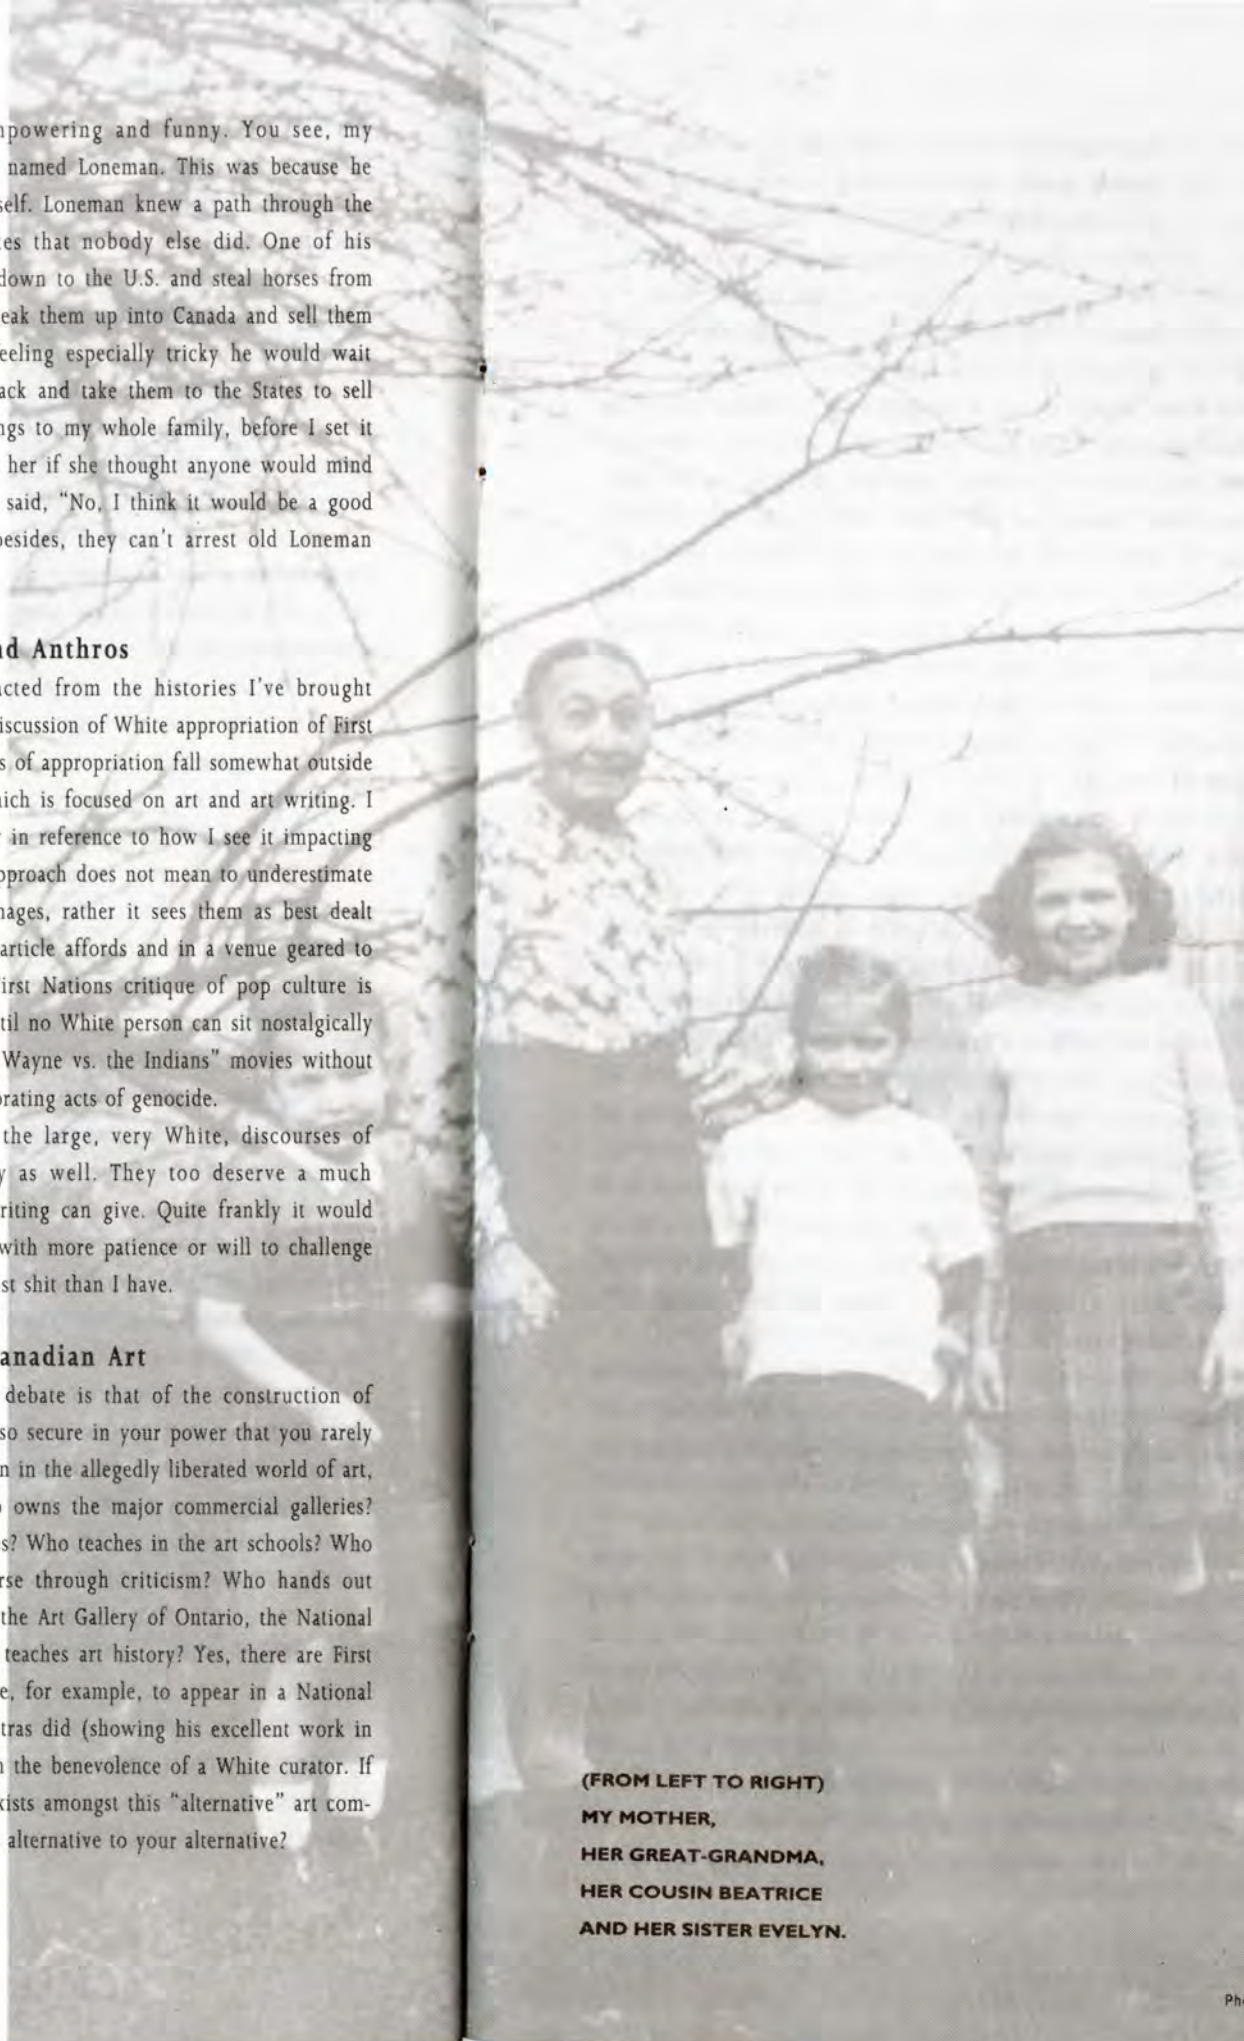 npowering and funny. You see, my
named Loneman. This was because he
self. Loneman knew a path through the
es that nobody else did. One of his
down to the U.S. and steal horses from
eak them up into Canada and sell them
eeling especially tricky he would wait
ack and take them to the States to sell
ngs to my whole family, before I set it
her if she thought anyone would mind
said, "No, I think it would be a good
besides, they can't arrest old Loneman
nd Anthros
acted from the histories I've brought
iscussion of White appropriation of First
s of appropriation fall somewhat outside
hich is focused on art and art writing. I
in reference to how I see it impacting
pproach does not mean to underestimate
nages, rather it sees them as best dealt
article affords and in a venue geared to
irst Nations critique of pop culture is
til no White person can sit nostalgically
Wayne vs. the Indians" movies without
orating acts of genocide.
the large, very White, discourses of
y as well. They too deserve a much
riting can give. Quite frankly it would
with more patience or will to challenge
st shit than I have.
anadian Art
debate is that of the construction of
so secure in your power that you rarely
n in the allegedly liberated world of art,
o owns the major commercial galleries?
s? Who teaches in the art schools? Who
rse through criticism? Who hands out
the Art Gallery of Ontario, the National
teaches art history? Yes, there are First
e, for example, to appear in a National
tras did (showing his excellent work in
n the benevolence of a White curator. If
xists amongst this "alternative" art com-
alternative to your alternative?
(FROM LEFT TO RIGHT)
MY MOTHER,
HER GREAT-GRANDMA,
HER COUSIN BEATRICE
AND HER SISTER EVELYN.
Pho